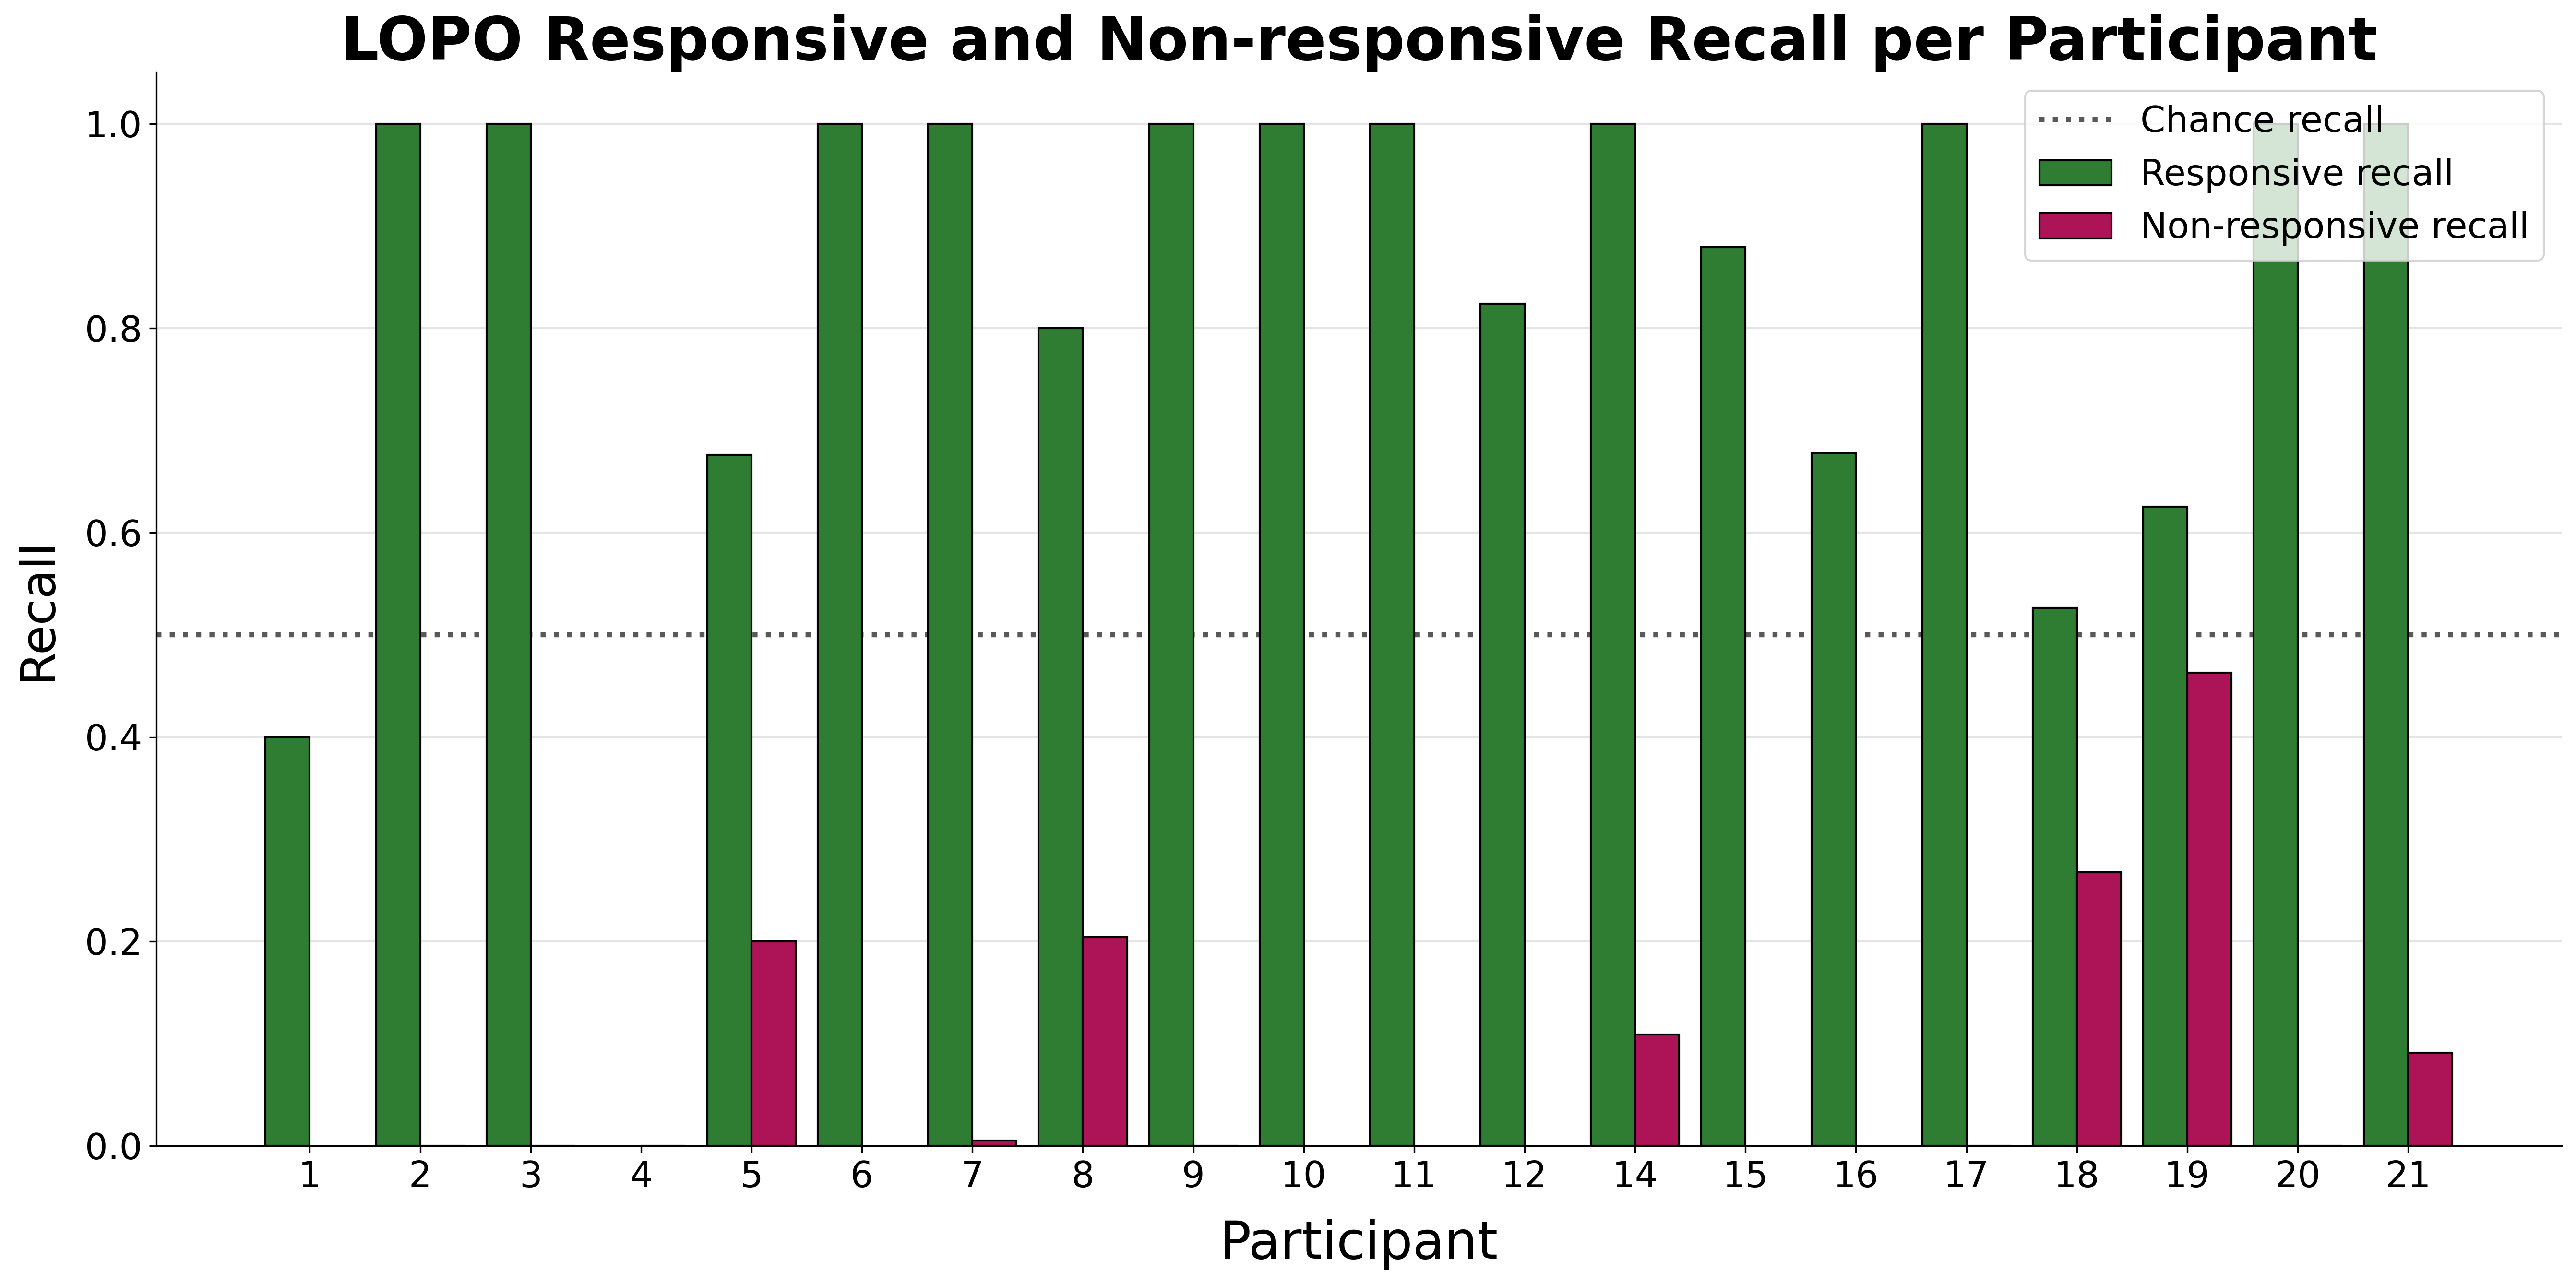 LOPO Responsive and Non-responsive Recall per Participant
Chance recall
Responsive recall
Non-responsive recall
Recall
1.0
0.8
0.6
0.4
0.2
0.0
1 2 3 4 5 6 7 8 9 10 11 12 14 15 16 17 18 19 20 21
Participant